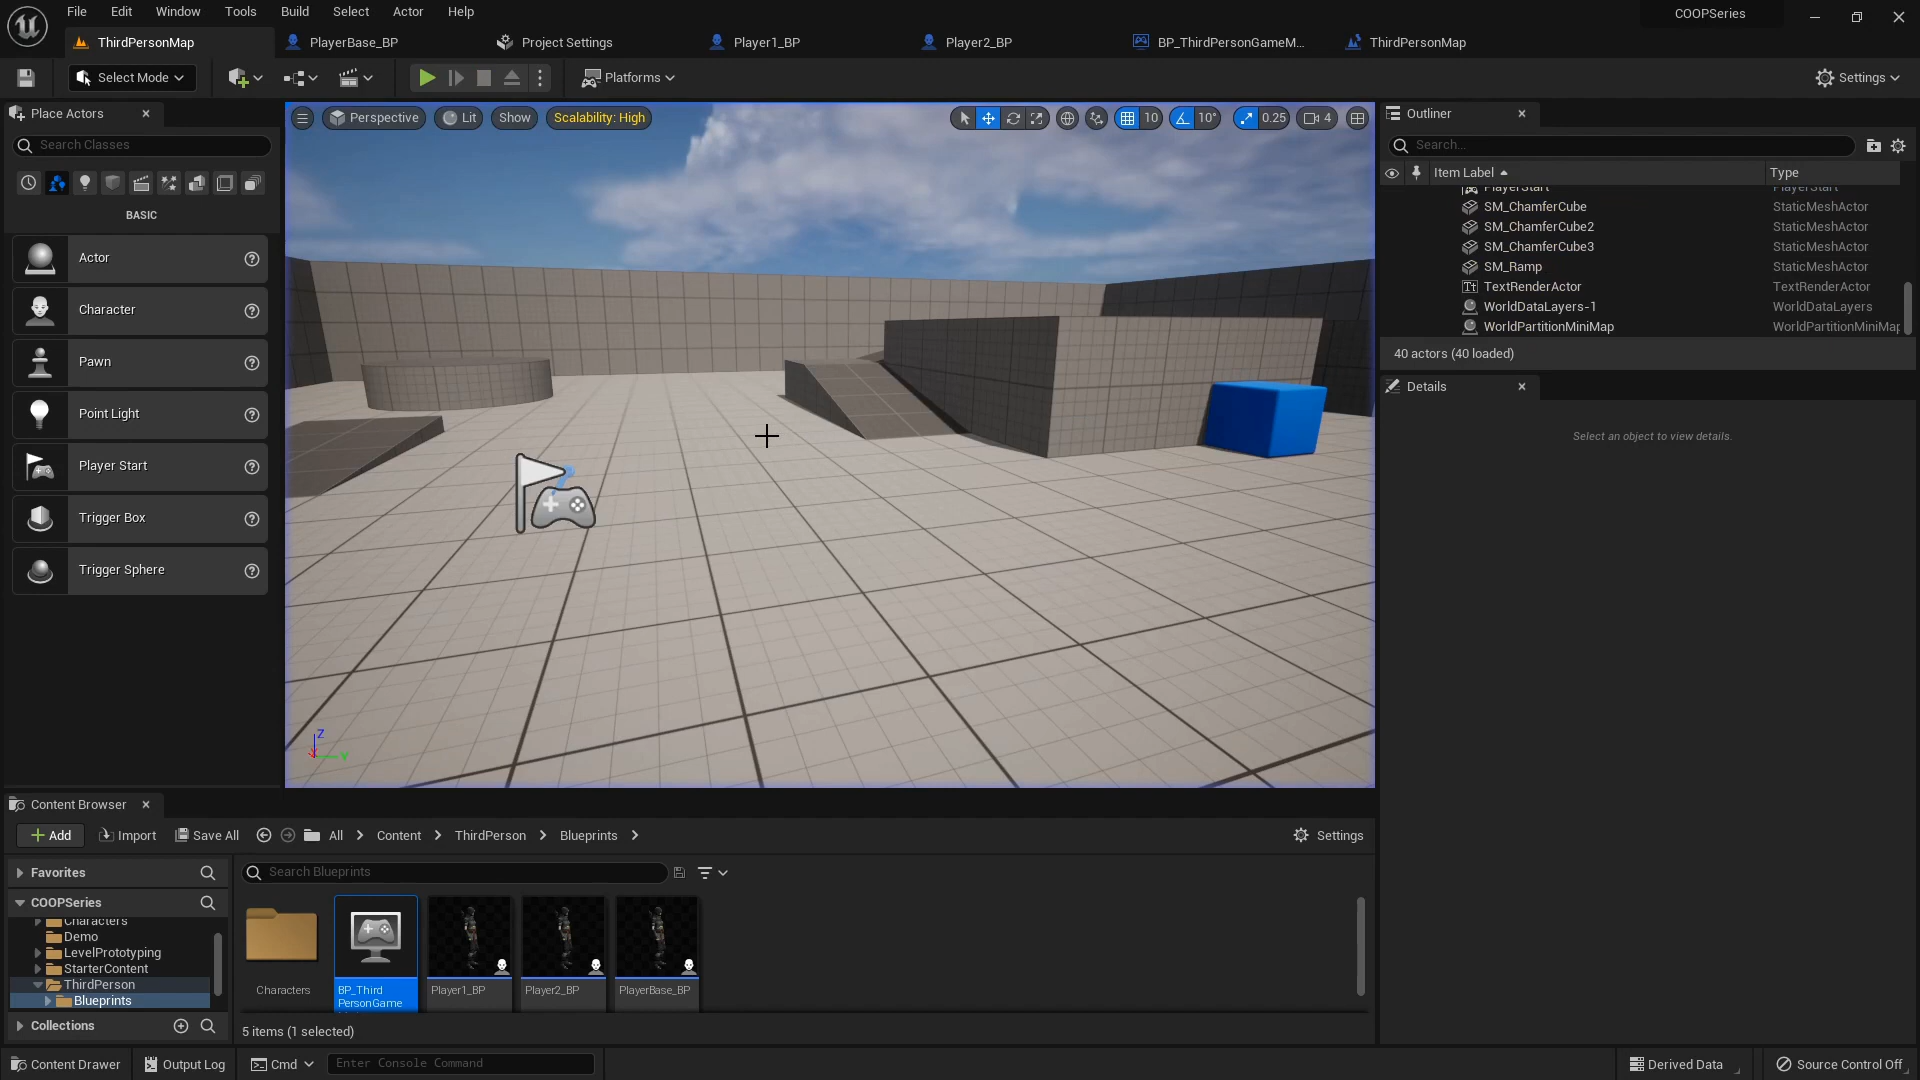 File Edit Window Tools Build Select Actor Help
COOPSeries
ThirdPersonMap PlayerBase_BP Project Settings Player1_BP Player2_BP BP_ThirdPersonGameM... ThirdPersonMap
Select Mode Platforms Settings
Place Actors
Search Classes
BASIC
Actor
Character
Pawn
Point Light
Player Start
Trigger Box
Trigger Sphere
Perspective Lit Show Scalability: High 10 10° 0.25 4
Z
X Y
Outliner
Search...
Item Label Type
PlayerStart PlayerStart
SM_ChamferCube StaticMeshActor
SM_ChamferCube2 StaticMeshActor
SM_ChamferCube3 StaticMeshActor
SM_Ramp StaticMeshActor
TextRenderActor TextRenderActor
WorldDataLayers-1 WorldDataLayers
WorldPartitionMiniMap WorldPartitionMiniMap
40 actors (40 loaded)
Details
Select an object to view details.
Content Browser
Add Import Save All All Content ThirdPerson Blueprints Settings
Favorites
COOPSeries
Characters
Demo
LevelPrototyping
StarterContent
ThirdPerson
Blueprints
Collections
Search Blueprints
Characters
BP_Third
PersonGame
Player1_BP
Player2_BP
PlayerBase_BP
5 items (1 selected)
Content Drawer Output Log Cmd Enter Console Command Derived Data Source Control Off